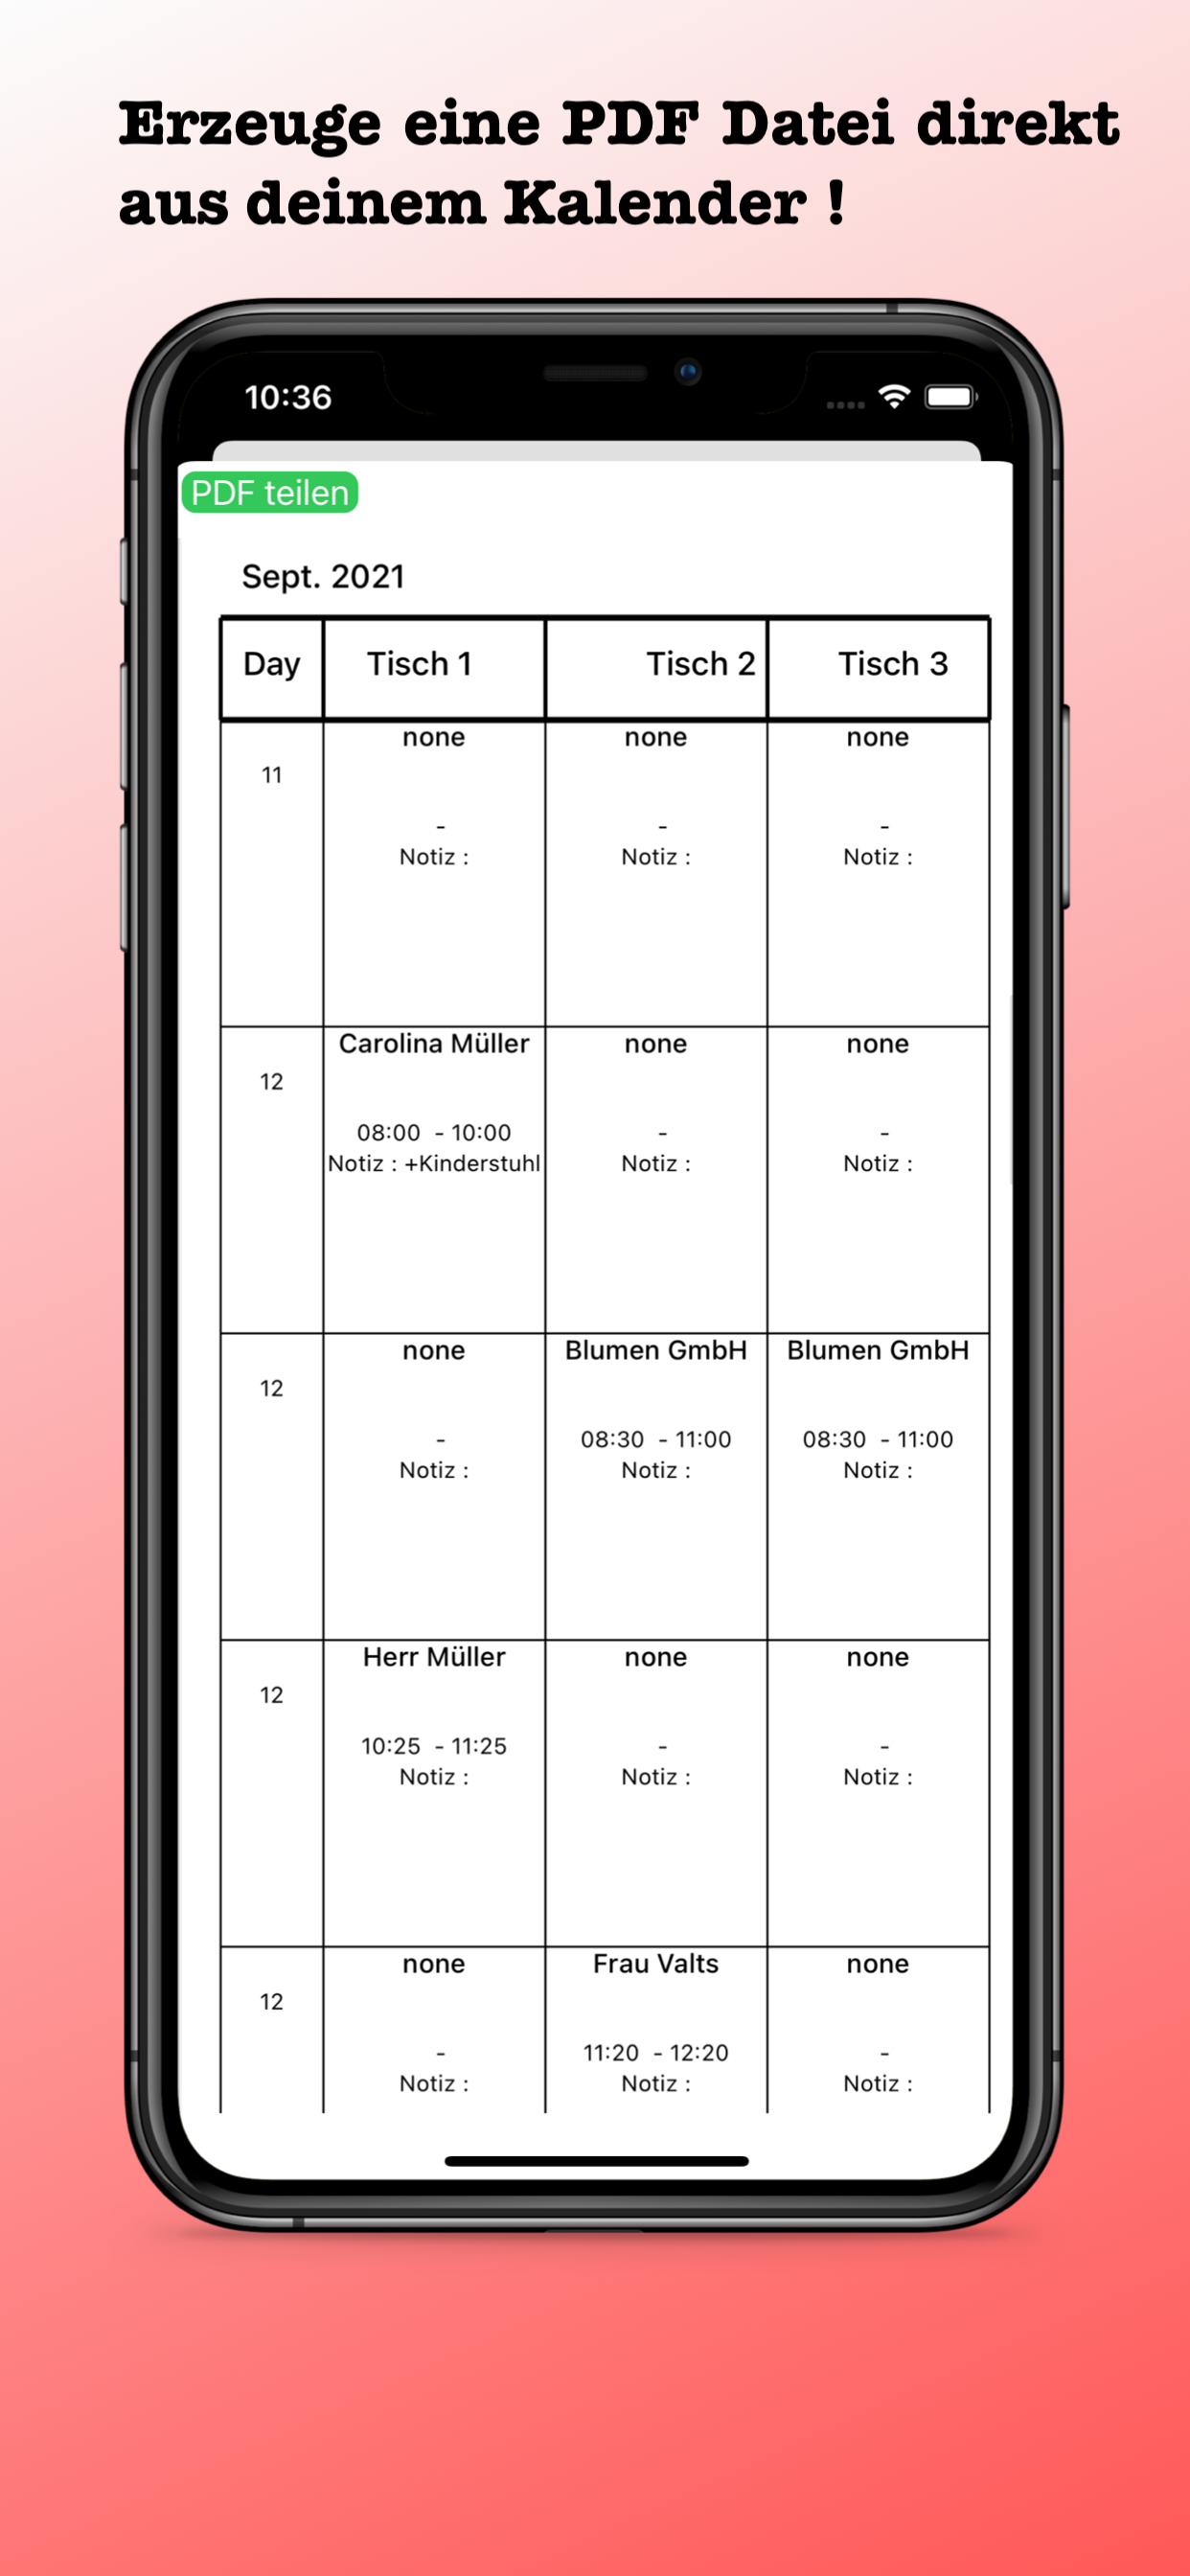 Erzeuge eine PDF Datei direkt
aus deinem Kalender !
10:36
PDF teilen
Sept. 2021
Day Tisch 1 Tisch 2 Tisch 3
none none none
11
- - -
Notiz : Notiz : Notiz :
Carolina Müller none none
12
08:00 - 10:00 - -
Notiz : +Kinderstuhl Notiz : Notiz :
none Blumen GmbH Blumen GmbH
12
- 08:30 - 11:00 08:30 - 11:00
Notiz : Notiz : Notiz :
Herr Müller none none
12
10:25 - 11:25 - -
Notiz : Notiz : Notiz :
none Frau Valts none
12
- 11:20 - 12:20 -
Notiz : Notiz : Notiz :